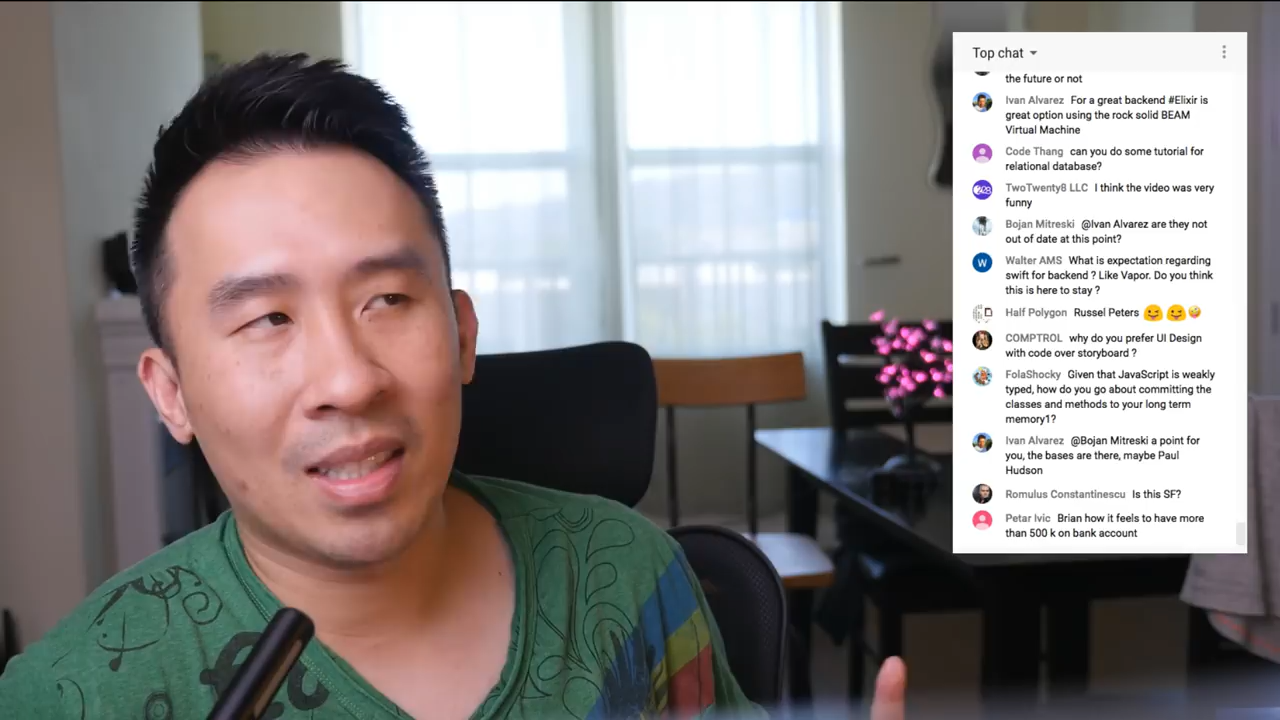 Top chat
the future or not
Ivan Alvarez For a great backend #Elixir is
great option using the rock solid BEAM
Virtual Machine
Code Thang can you do some tutorial for
relational database?
TwoTwenty8 LLC I think the video was very
funny
Bojan Mitreski @Ivan Alvarez are they not
out of date at this point?
Walter AMS What is expectation regarding
swift for backend ? Like Vapor. Do you think
this is here to stay ?
W
Half Polygon Russel Peters
COMPTROL why do you prefer UI Design
with code over storyboard ?
FolaShocky Given that JavaScript is weakly
typed, how do you go about committing the
classes and methods to your long term
memory1?
Ivan Alvarez @Bojan Mitreski a point for
you, the bases are there, maybe Paul
Hudson
Romulus Constantinescu Is this SF?
Petar Ivic Brian how it feels to have more
than 500 k on bank account